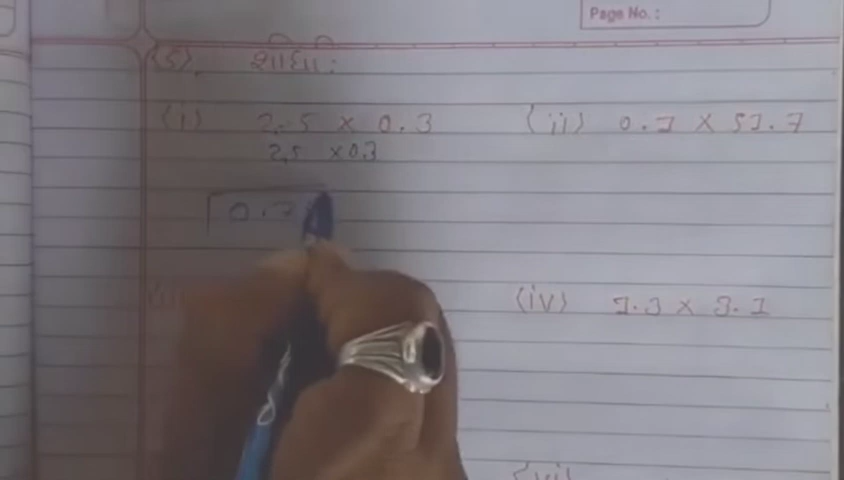 Page No. :
(5). શોધો:
(i) 2.5 x 0.3 (ii) 0.1 x 51.7
2.5 x 0.3
(iv) 1.3 x 3.1